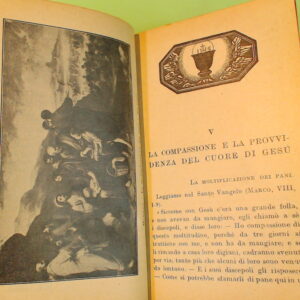 V
LA COMPASSIONE E LA PROVVI-
DENZA DEL CUORE DI GESÙ
LA MOLTIPLICAZIONE DEI PANI
Leggiamo nel Santo Vangelo (MARCO, VIII,
1-9).
« Siccome con Gesù c'era una grande folla,
e non avevan da mangiare, egli chiamò a sè
i discepoli, e disse loro: — Ho compassione di
questa moltitudine, perchè da tre giorni si
trattiene con me, e non ha da mangiare; e se
rimando a casa loro digiuni, cadranno svenuti
per via, tanto più che alcuni di loro sono venuti
da lontano. — E i suoi discepoli gli risposero:
— Come si potrebbe sfamarli di pane qui in un